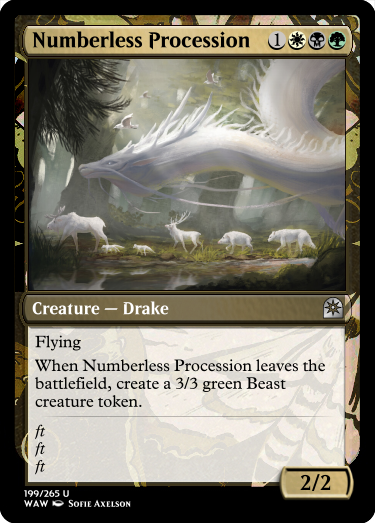 Numberless Procession 1
Creature — Drake
Flying
When Numberless Procession leaves the
battlefield, create a 3/3 green Beast
creature token.
ft
ft
ft
2/2
199/265 U
WAW Sofie Axelson